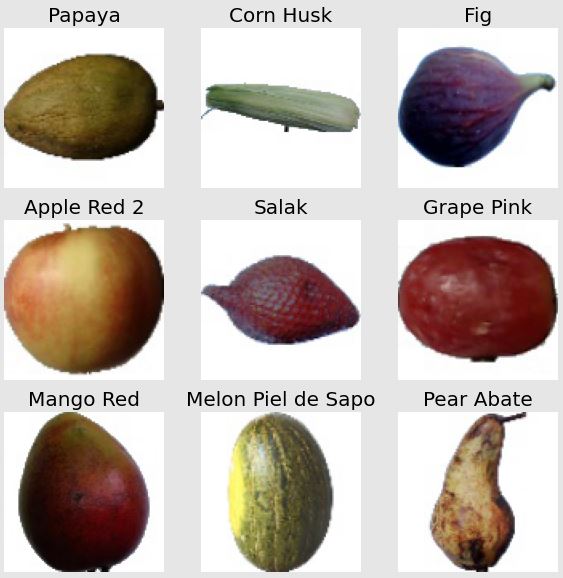 Papaya
Corn Husk
Fig
Apple Red 2
Salak
Grape Pink
Mango Red
Melon Piel de Sapo
Pear Abate